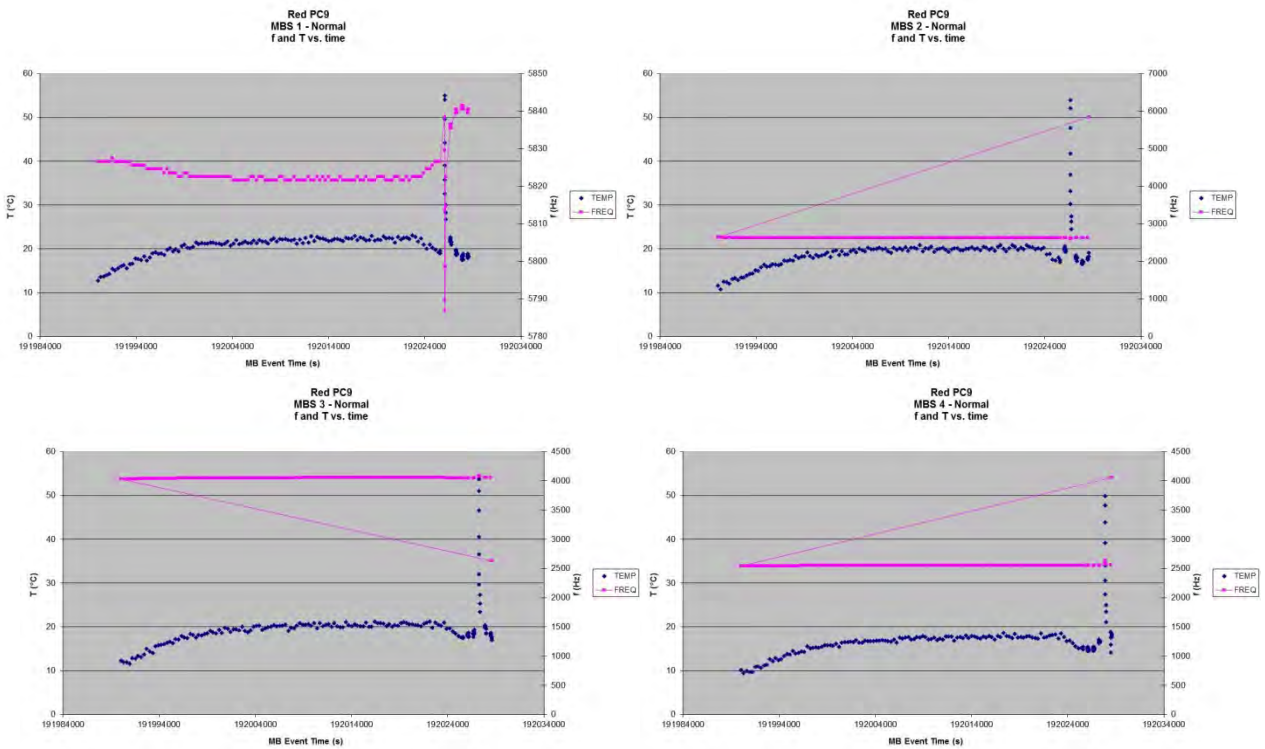 Red PC9
MBS 1 - Normal
f and T vs. time
60
50
40
30
20
10
0
T (°C)
5850
5840
5830
5820
5810
5800
5790
5780
f (Hz)
TEMP
FREQ
191984000 191994000 192004000 192014000 192024000 192034000
MB Event Time (s)
Red PC9
MBS 2 - Normal
f and T vs. time
60
50
40
30
20
10
0
T (°C)
7000
6000
5000
4000
3000
2000
1000
0
f (Hz)
TEMP
FREQ
191984000 191994000 192004000 192014000 192024000 192034000
MB Event Time (s)
Red PC9
MBS 3 - Normal
f and T vs. time
60
50
40
30
20
10
0
T (°C)
4500
4000
3500
3000
2500
2000
1500
1000
500
0
f (Hz)
TEMP
FREQ
191984000 191994000 192004000 192014000 192024000 192034000
MB Event Time (s)
Red PC9
MBS 4 - Normal
f and T vs. time
60
50
40
30
20
10
0
T (°C)
4500
4000
3500
3000
2500
2000
1500
1000
500
0
f (Hz)
TEMP
FREQ
191984000 191994000 192004000 192014000 192024000 192034000
MB Event Time (s)